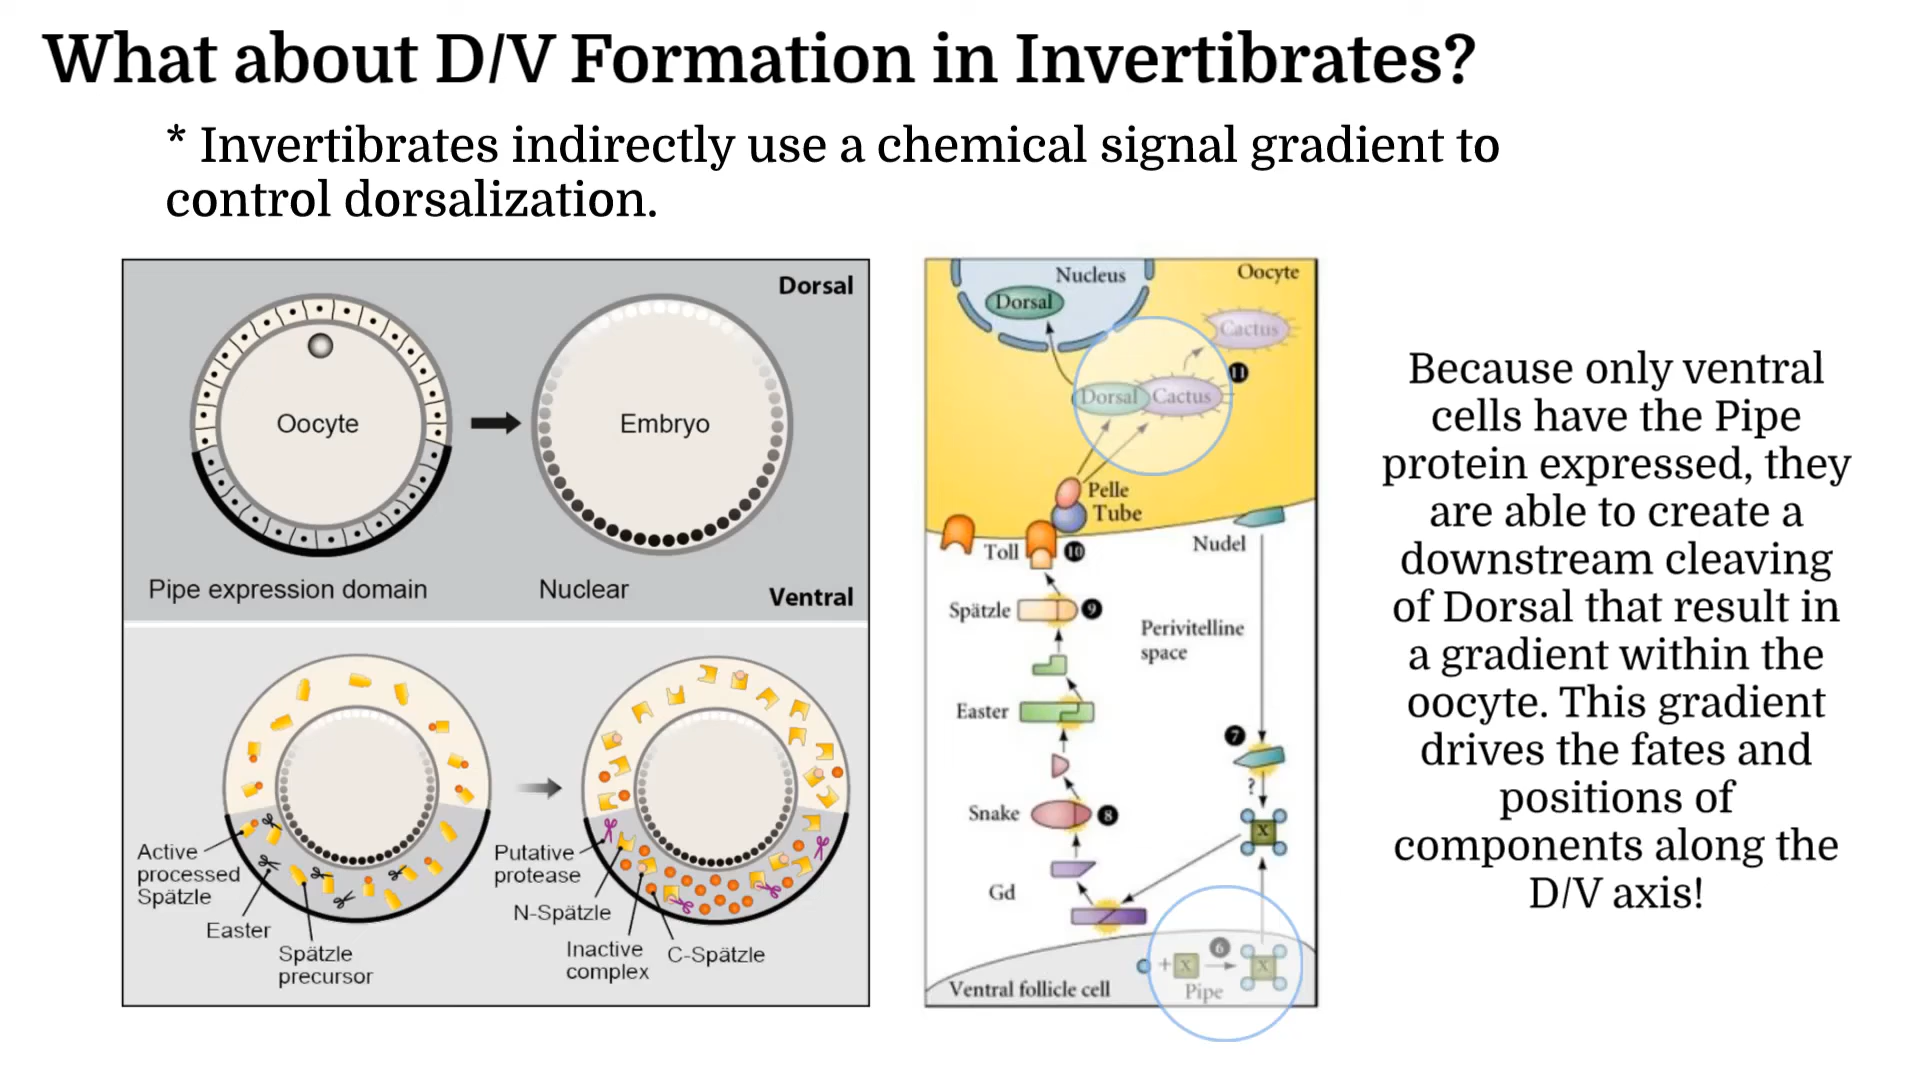 What about D/V Formation in Invertibrates?
* Invertibrates indirectly use a chemical signal gradient to
control dorsalization.
Dorsal
Oocyte
Embryo
Pipe expression domain
Nuclear
Ventral
Active
processed
Spätzle
Easter
Spätzle
precursor
Putative
protease
N-Spätzle
Inactive
complex
C-Spätzle
Nucleus
Oocyte
Dorsal
Cactus
11
Dorsal
Cactus
Pelle
Tube
Toll
10
Nudel
Spätzle
9
Perivitelline
space
Easter
7
?
Snake
8
X
Gd
6
+ X
X
Pipe
Ventral follicle cell
Because only ventral
cells have the Pipe
protein expressed, they
are able to create a
downstream cleaving
of Dorsal that result in
a gradient within the
oocyte. This gradient
drives the fates and
positions of
components along the
D/V axis!